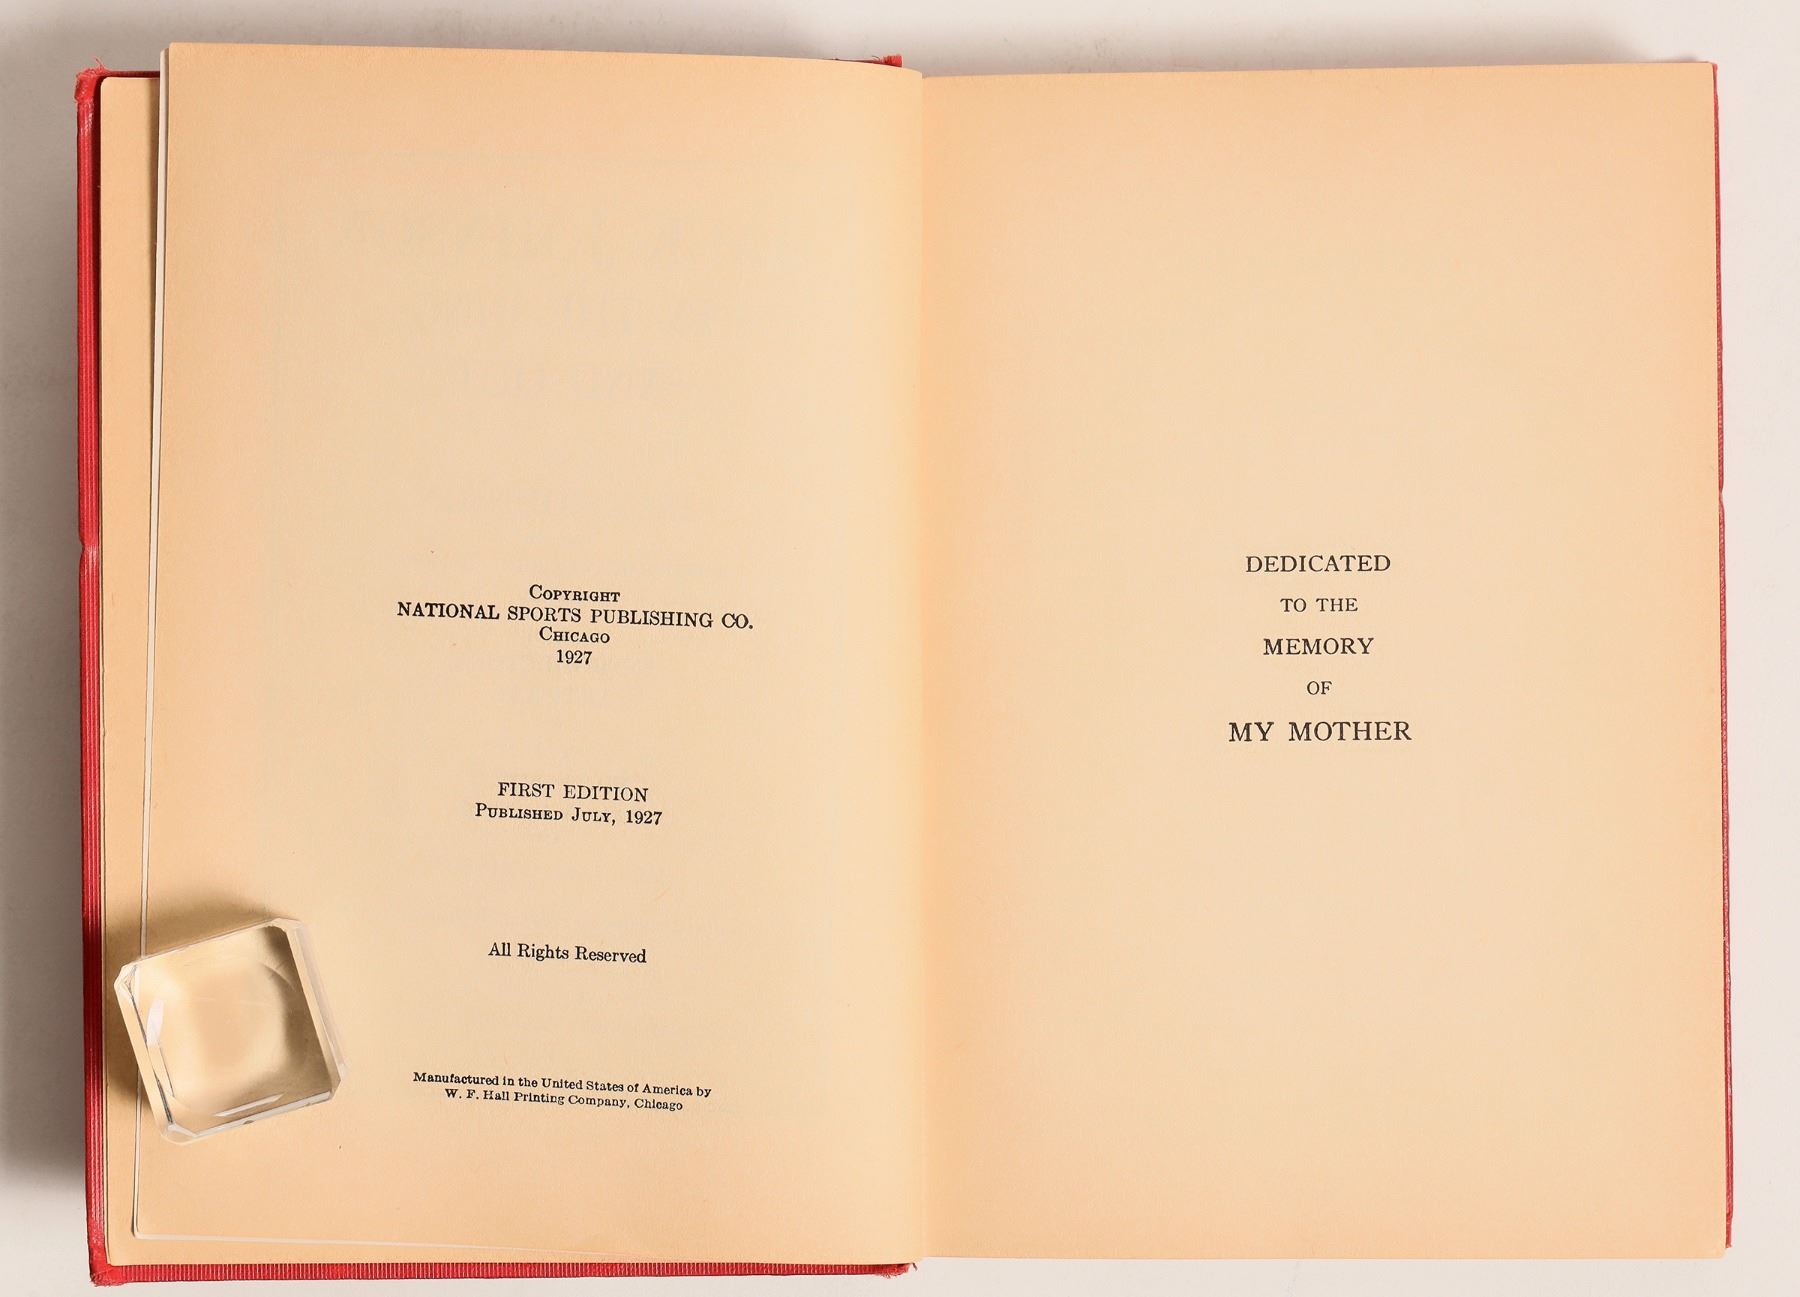 Copyright
NATIONAL SPORTS PUBLISHING CO.
Chicago
1927
FIRST EDITION
Published July, 1927
All Rights Reserved
Manufactured in the United States of America by
W. F. Hall Printing Company, Chicago
DEDICATED
TO THE
MEMORY
OF
MY MOTHER